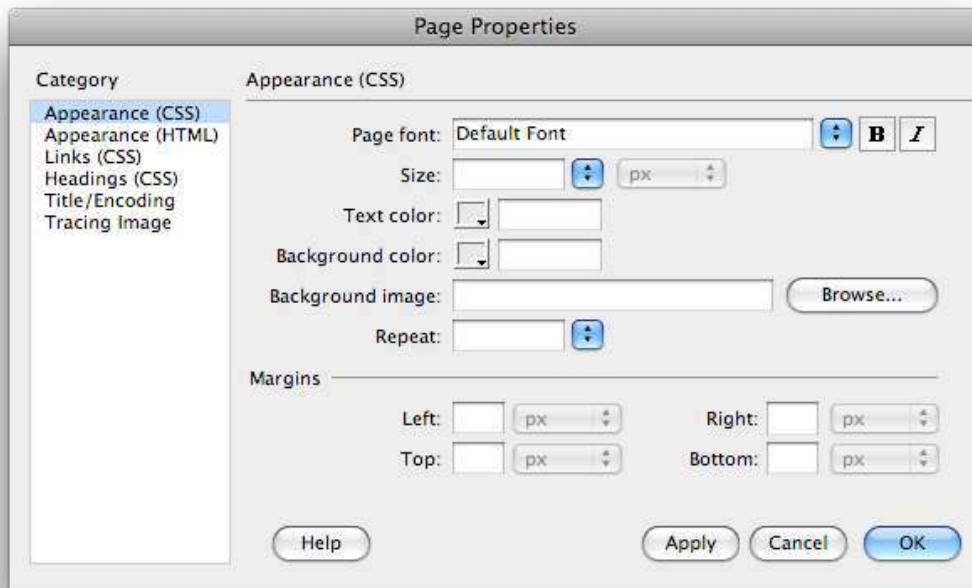 Page Properties
Category
Appearance (CSS)
Appearance (HTML)
Links (CSS)
Headings (CSS)
Title/Encoding
Tracing Image
Appearance (CSS)
Page font: Default Font B I
Size: px
Text color:
Background color:
Background image: Browse...
Repeat:
Margins
Left: px Right: px
Top: px Bottom: px
Help Apply Cancel OK